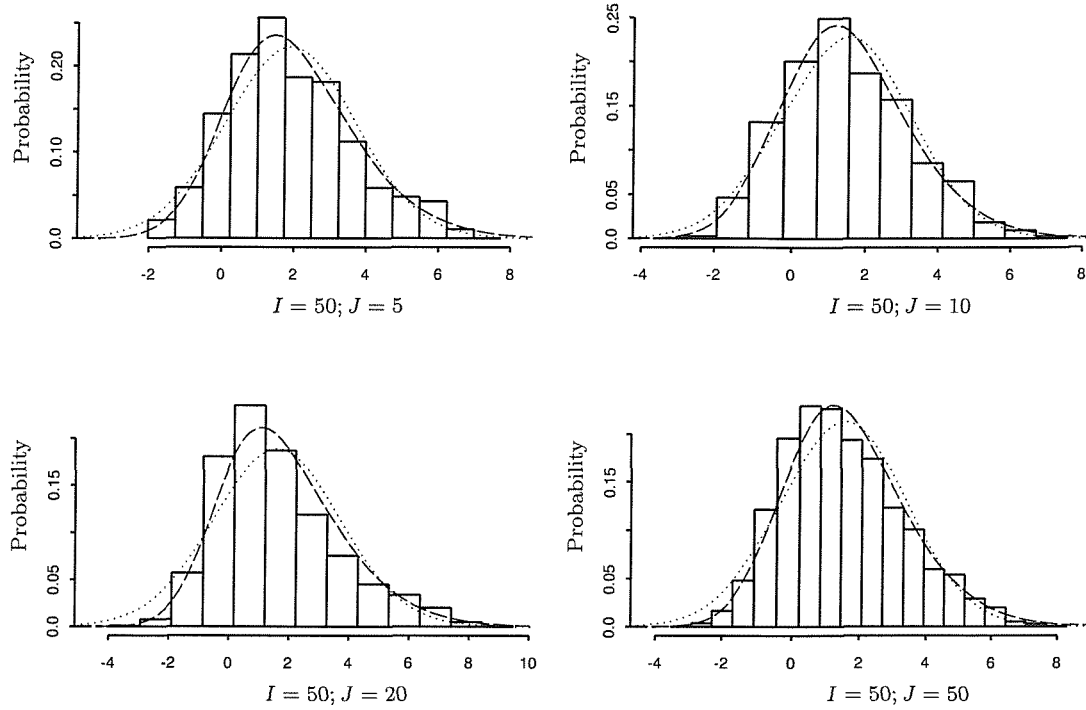 Probability
0.20
0.10
0.0
-2 0 2 4 6 8
I = 50; J = 5
Probability
0.25
0.15
0.05
0.0
-4 -2 0 2 4 6 8
I = 50; J = 10
Probability
0.15
0.05
0.0
-4 -2 0 2 4 6 8 10
I = 50; J = 20
Probability
0.15
0.05
0.0
-4 -2 0 2 4 6 8
I = 50; J = 50